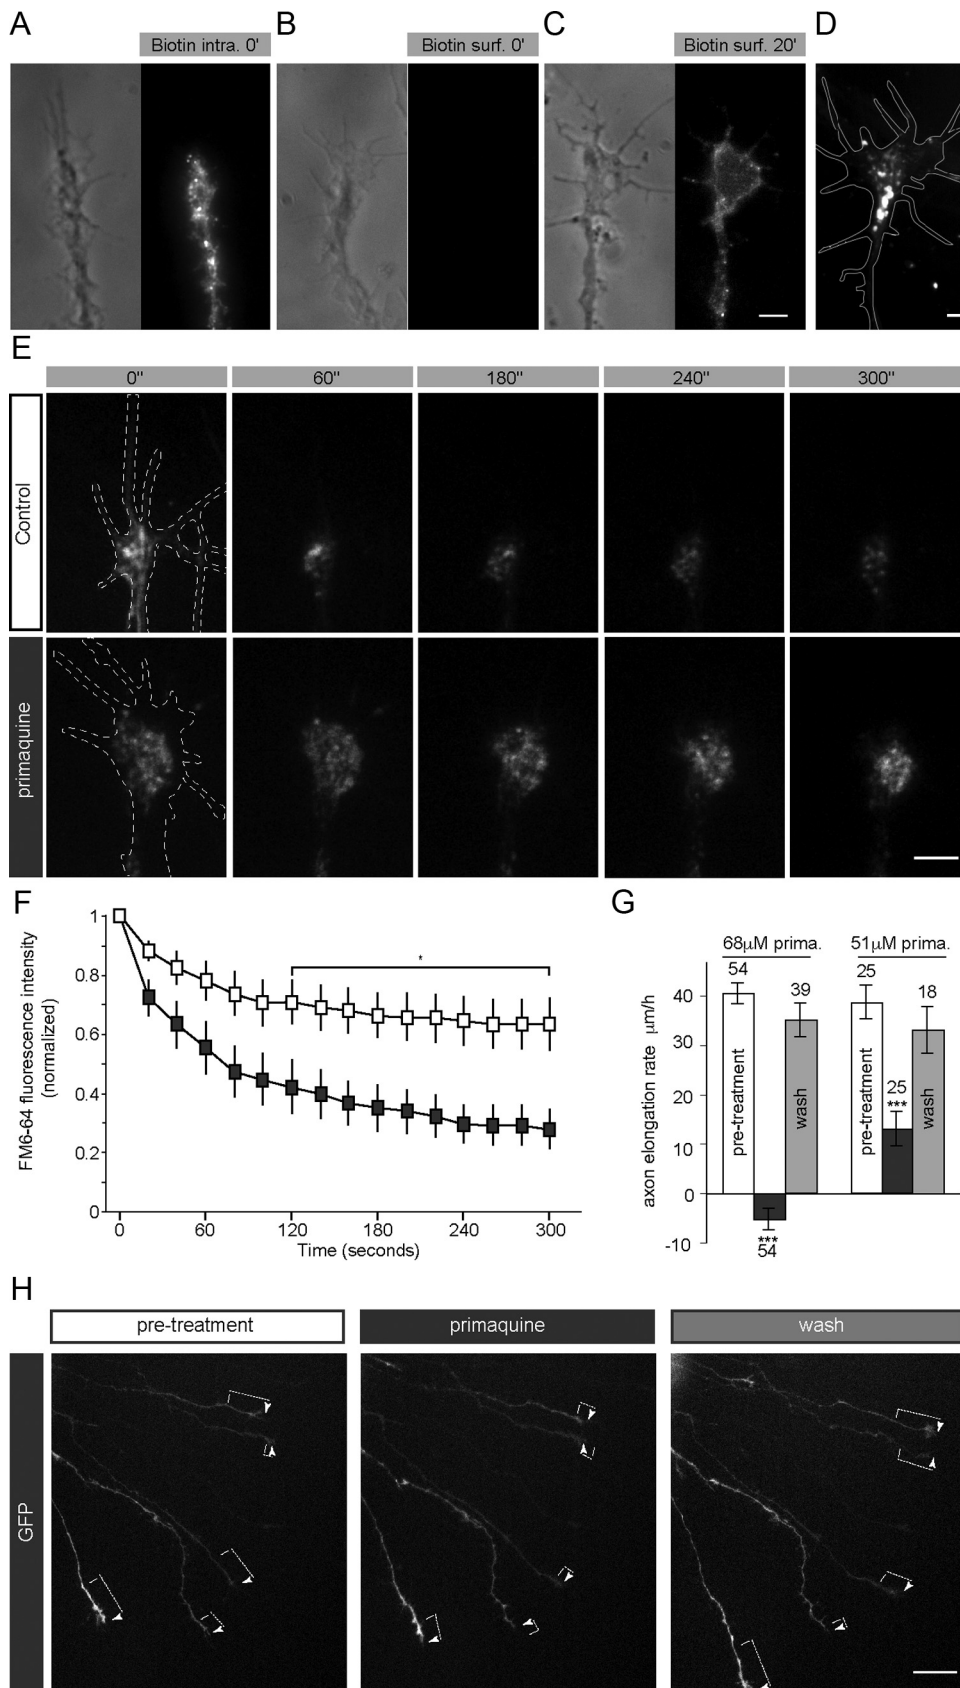 A
B
C
D
Biotin intra. 0'
Biotin surf. 0'
Biotin surf. 20'
E
0"
60"
180"
240"
300"
Control
primaquine
F
G
FM6-64 fluorescence intensity
(normalized)
1
0.8
0.6
0.4
0.2
0
*
0
60
120
180
240
300
Time (seconds)
axon elongation rate μm/h
68μM prima.
51μM prima.
54
39
25
18
40
30
20
10
0
-10
pre-treatment
wash
pre-treatment
wash
25
***
***
54
H
pre-treatment
primaquine
wash
GFP